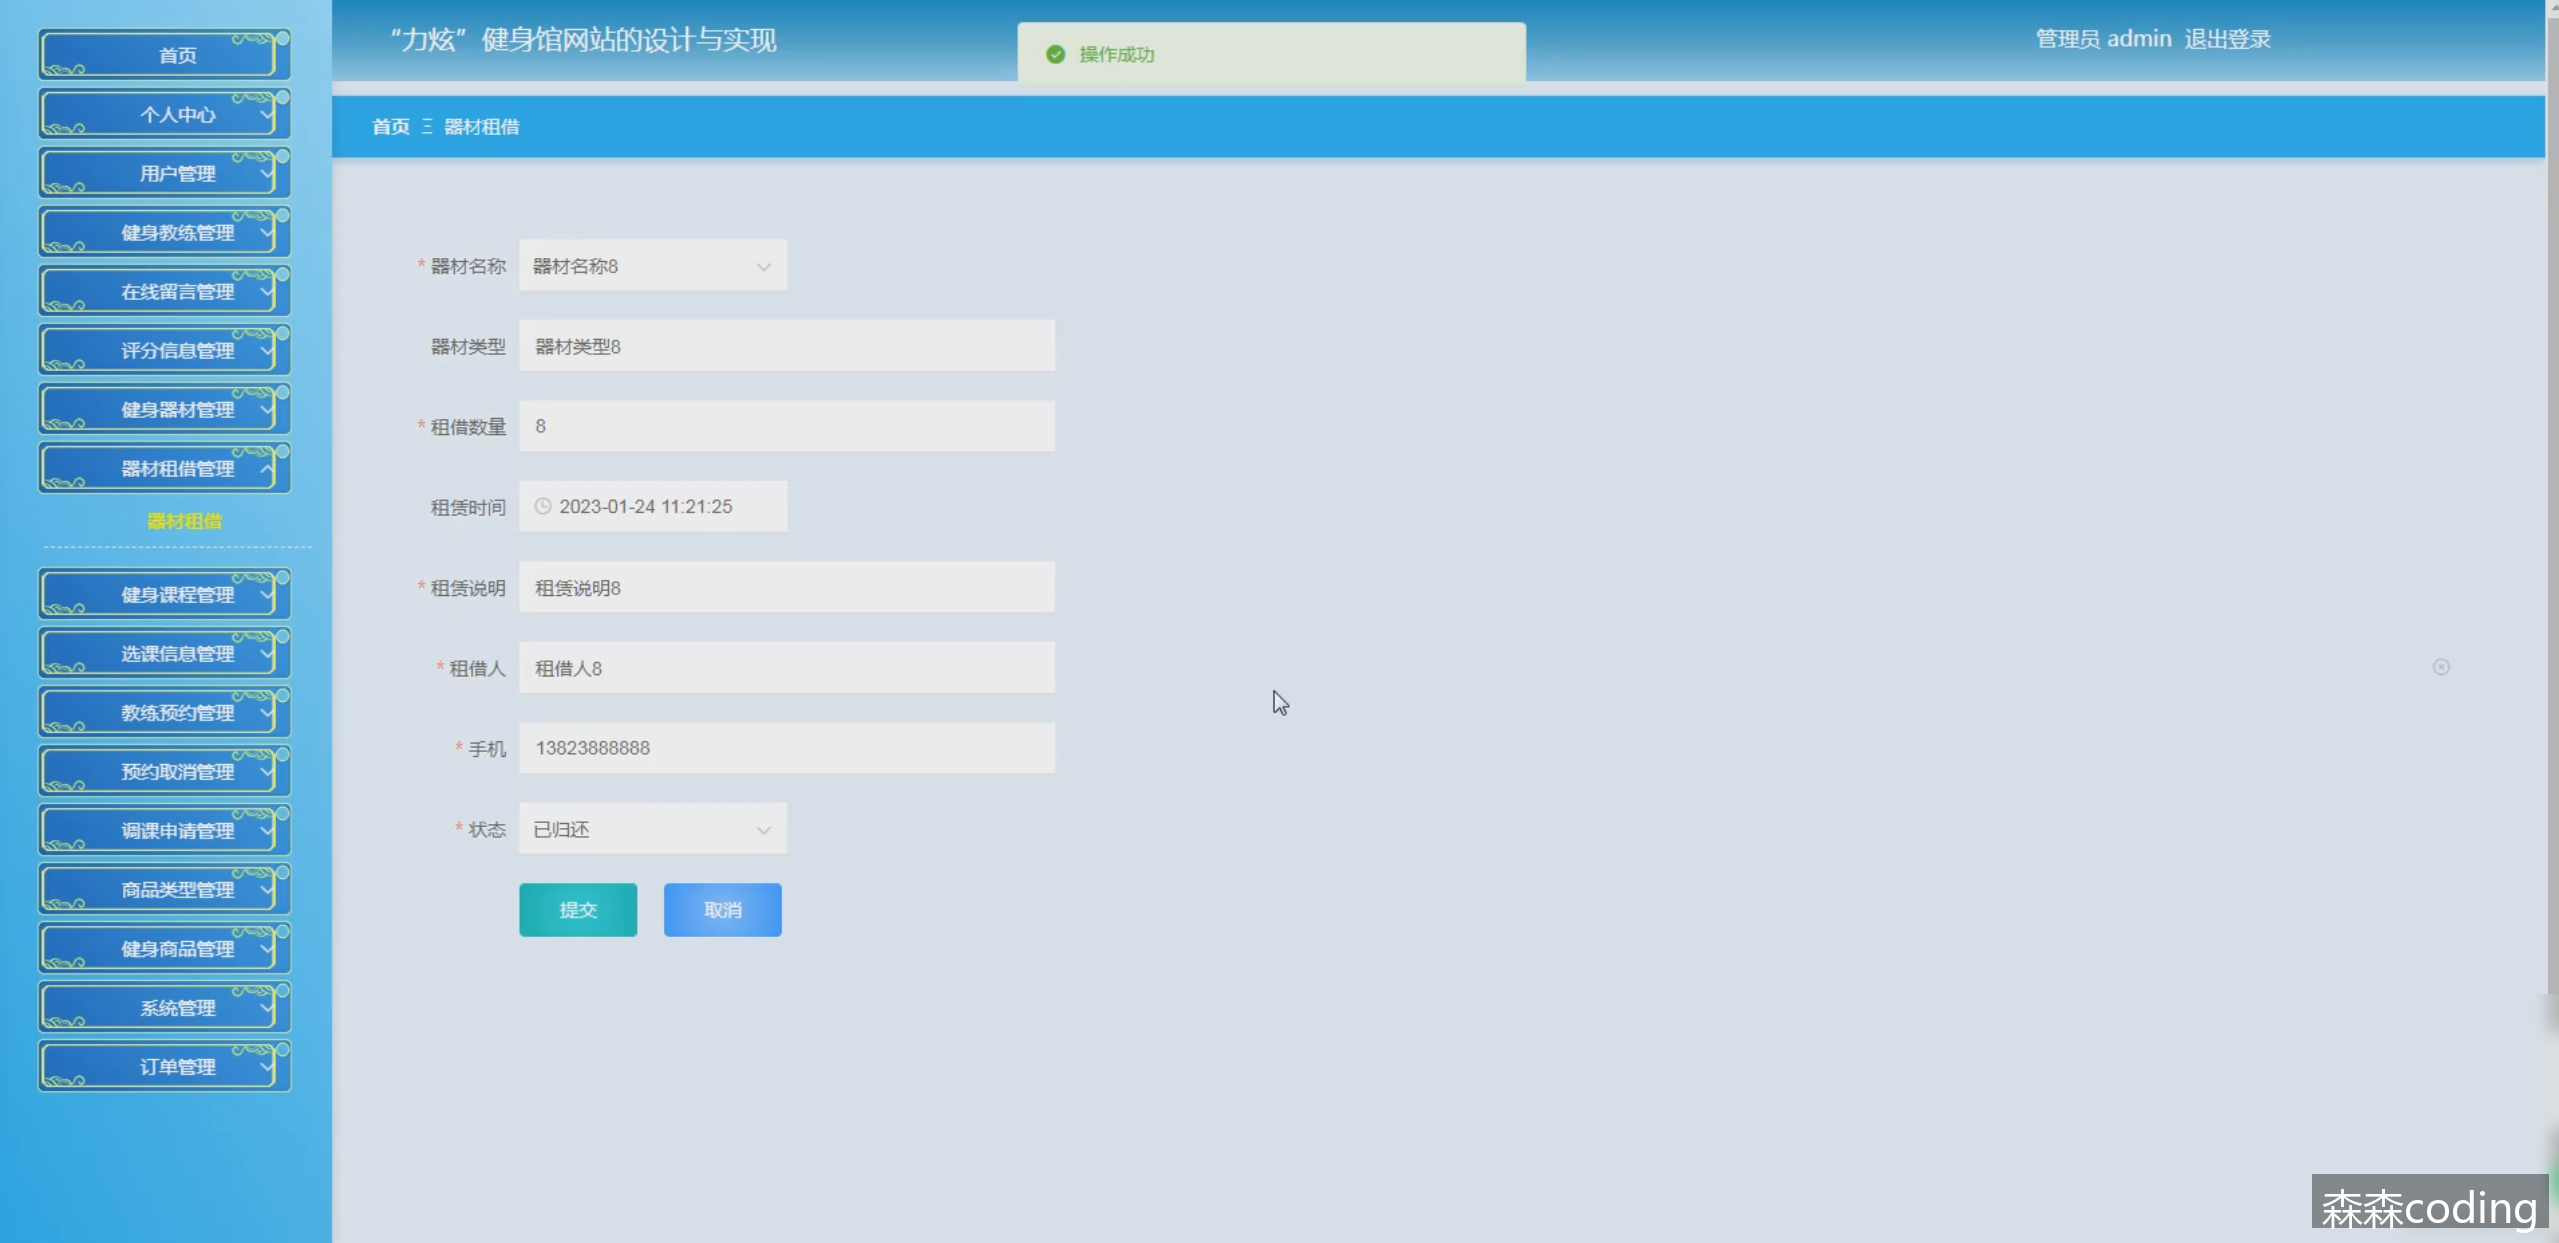 “力炫”健身馆网站的设计与实现
操作成功
管理员 admin 退出登录
首页
个人中心
用户管理
健身教练管理
在线留言管理
评分信息管理
健身器材管理
器材租借管理
器材租借
健身课程管理
选课信息管理
教练预约管理
预约取消管理
调课申请管理
商品类型管理
健身商品管理
系统管理
订单管理
首页 Ξ 器材租借
* 器材名称 器材名称8
器材类型 器材类型8
* 租借数量 8
租赁时间 2023-01-24 11:21:25
* 租赁说明 租赁说明8
* 租借人 租借人8
* 手机 13823888888
* 状态 已归还
提交 取消
森森coding